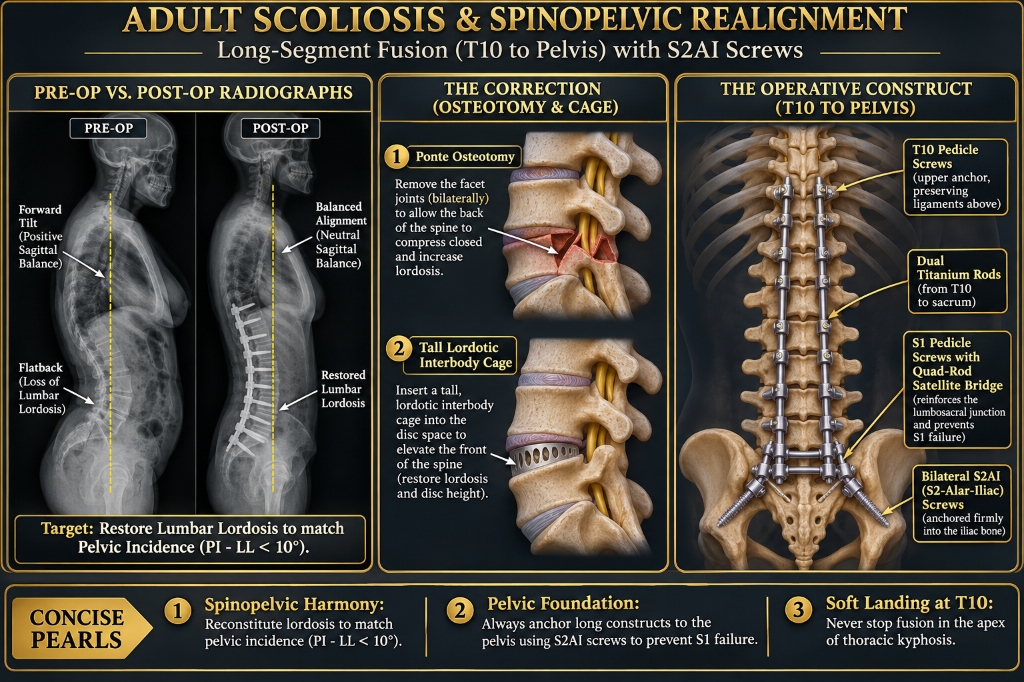 ADULT SCOLIOSIS & SPINOPELVIC REALIGNMENT
Long-Segment Fusion (T10 to Pelvis) with S2AI Screws
PRE-OP VS. POST-OP RADIOGRAPHS
PRE-OP
POST-OP
Forward
Tilt
(Positive
Sagittal
Balance)
Flatback
(Loss of
Lumbar
Lordosis)
Balanced
Alignment
(Neutral
Sagittal
Balance)
Restored
Lumbar
Lordosis
Target: Restore Lumbar Lordosis to match
Pelvic Incidence (PI - LL < 10°).
THE CORRECTION
(OSTEOTOMY & CAGE)
1 Ponte Osteotomy
Remove the facet
joints (bilaterally)
to allow the back
of the spine to
compress closed
and increase
lordosis.
2 Tall Lordotic
Interbody Cage
Insert a tall,
lordotic interbody
cage into the
disc space to
elevate the front
of the spine
(restore lordosis
and disc height).
THE OPERATIVE CONSTRUCT
(T10 TO PELVIS)
T10 Pedicle
Screws
(upper anchor,
preserving
ligaments above)
Dual
Titanium Rods
(from T10
to sacrum)
S1 Pedicle
Screws with
Quad-Rod
Satellite Bridge
(reinforces the
lumbosacral junction
and prevents
S1 failure)
Bilateral S2AI
(S2-Alar-Iliac)
Screws
(anchored firmly
into the iliac bone)
CONCISE
PEARLS
1 Spinopelvic Harmony:
Reconstitute lordosis to match
pelvic incidence (PI - LL < 10°).
2 Pelvic Foundation:
Always anchor long constructs to the
pelvis using S2AI screws to prevent S1 failure.
3 Soft Landing at T10:
Never stop fusion in the apex
of thoracic kyphosis.